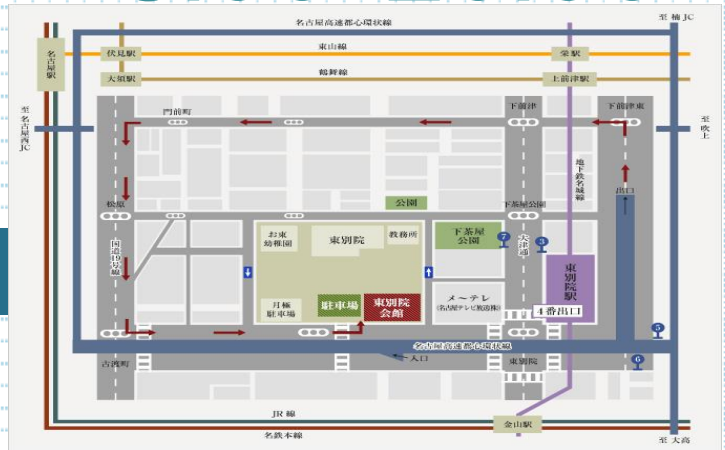 名古屋高速都心環状線
至 楠 JC
名古屋駅
伏見駅
東山線
栄駅
大須駅
鶴舞線
上前津駅
至 名古屋西JC
門前町
下前津
下前津東
至 吹上
地下鉄名城線
出口
松原
公園
下茶屋公園
国道19号線
お東
幼稚園
東別院
教務所
下茶屋
公園
7
大津通
3
東別院駅
月極
駐車場
駐車場
東別院
会館
メ〜テレ
(名古屋テレビ放送㈱)
4番出口
5
名古屋高速都心環状線
古渡町
入口
東別院
6
JR 線
金山駅
名鉄本線
至 大高